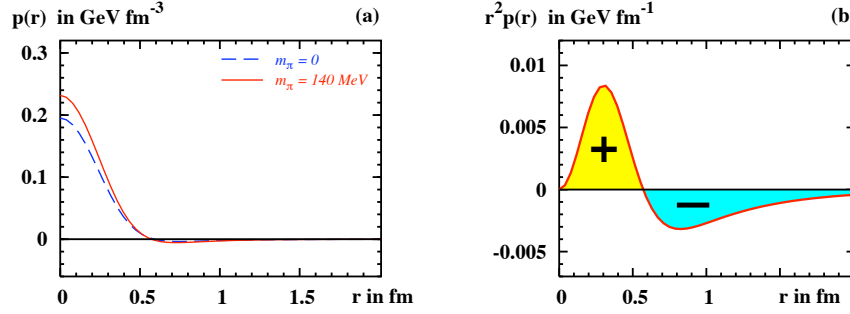 p(r) in GeV fm⁻³ (a)
0.3
0.2
0.1
0
m_π = 0
m_π = 140 MeV
0 0.5 1 1.5 r in fm
r²p(r) in GeV fm⁻¹ (b)
0.01
0.005
0
-0.005
+
−
0 0.5 1 r in fm